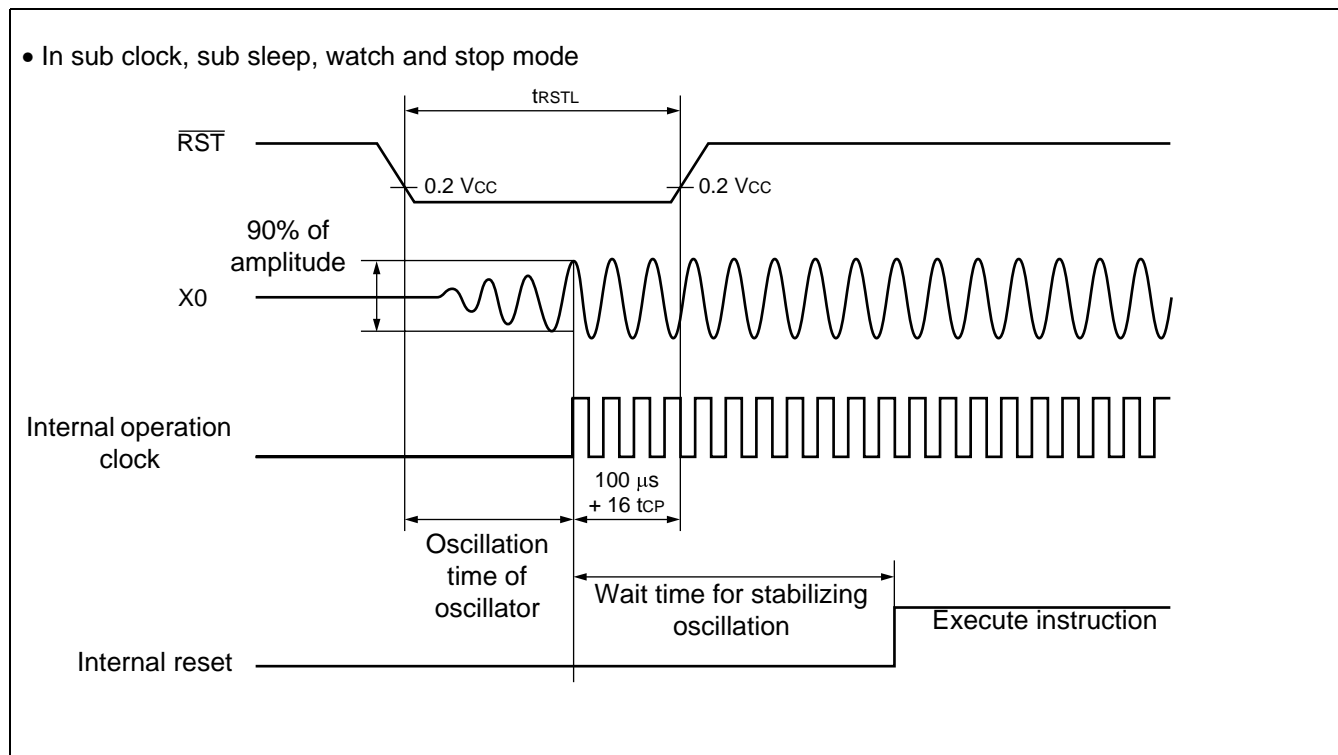 • In sub clock, sub sleep, watch and stop mode
tRSTL
RST
0.2 VCC
0.2 VCC
90% of
amplitude
X0
Internal operation
clock
100 μs
+ 16 tCP
Oscillation
time of
oscillator
Wait time for stabilizing
oscillation
Execute instruction
Internal reset